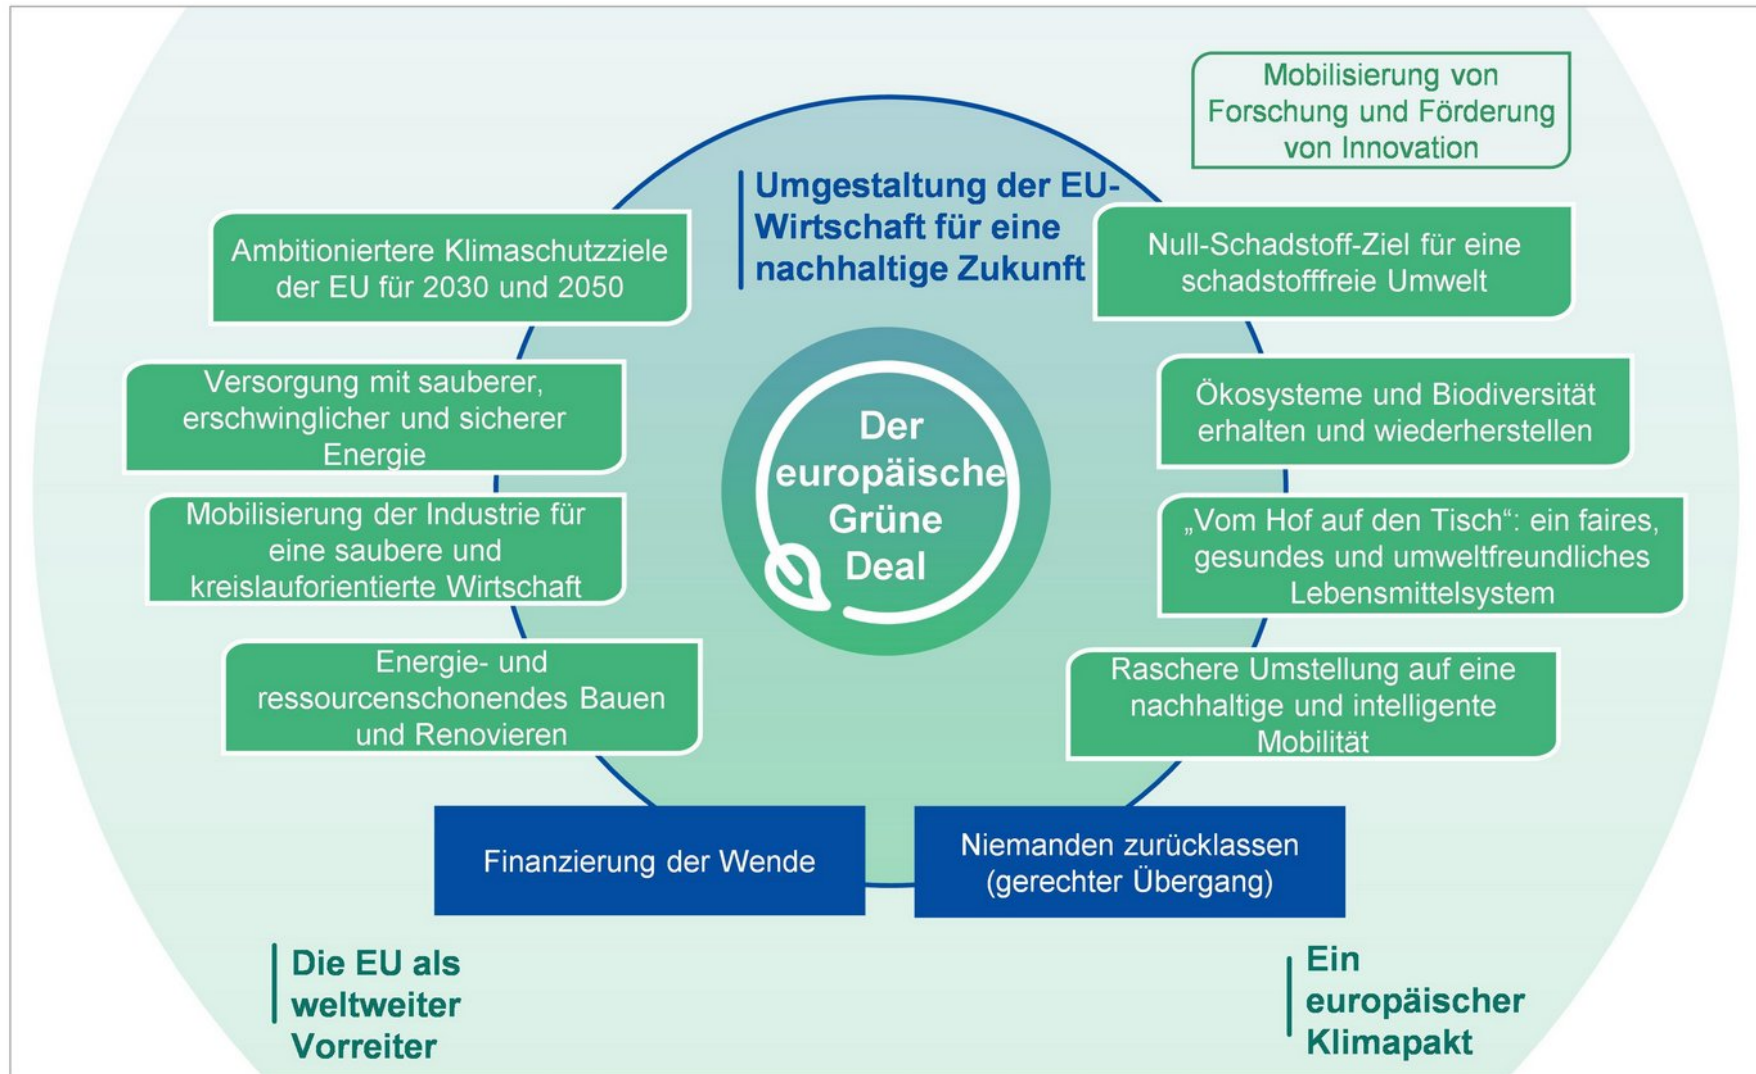 Mobilisierung von
Forschung und Förderung
von Innovation
Umgestaltung der EU-
Wirtschaft für eine
nachhaltige Zukunft
Ambitioniertere Klimaschutzziele
der EU für 2030 und 2050
Null-Schadstoff-Ziel für eine
schadstofffreie Umwelt
Versorgung mit sauberer,
erschwinglicher und sicherer
Energie
Ökosysteme und Biodiversität
erhalten und wiederherstellen
Der
europäische
Grüne
Deal
Mobilisierung der Industrie für
eine saubere und
kreislauforientierte Wirtschaft
„Vom Hof auf den Tisch“: ein faires,
gesundes und umweltfreundliches
Lebensmittelsystem
Energie- und
ressourcenschonendes Bauen
und Renovieren
Raschere Umstellung auf eine
nachhaltige und intelligente
Mobilität
Finanzierung der Wende
Niemanden zurücklassen
(gerechter Übergang)
Die EU als
weltweiter
Vorreiter
Ein
europäischer
Klimapakt